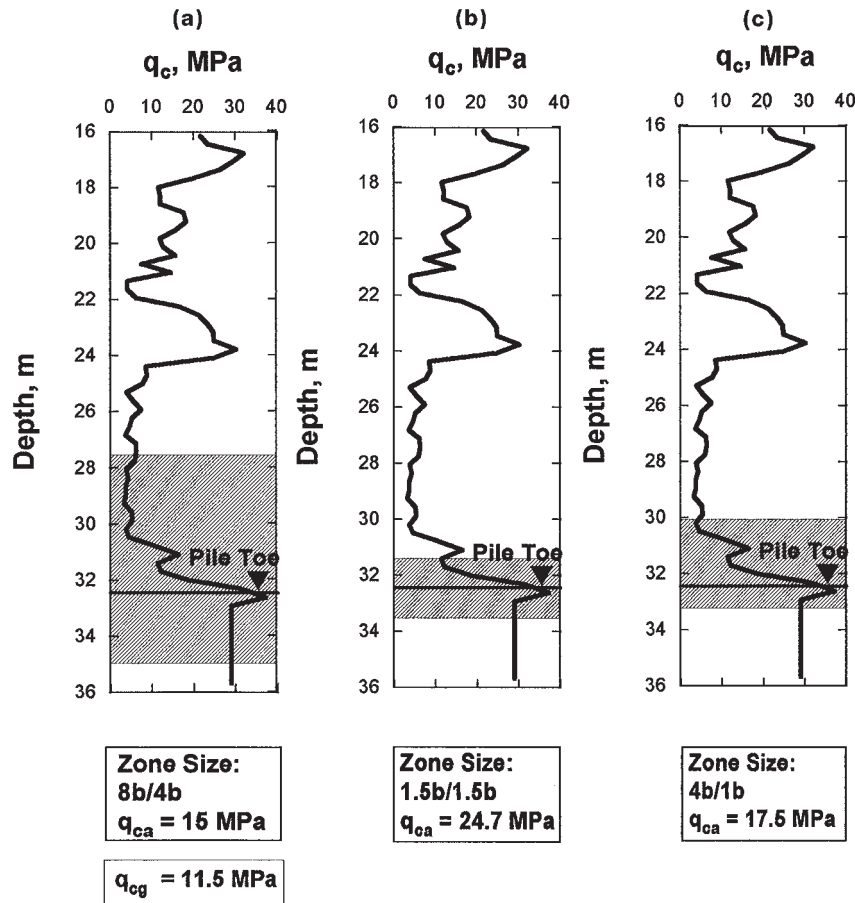 (a)
q_c, MPa
0 10 20 30 40
16
18
20
22
24
26
28
30
32
34
36
Depth, m
Pile Toe
Zone Size:
8b/4b
q_ca = 15 MPa
q_cg = 11.5 MPa
(b)
q_c, MPa
0 10 20 30 40
16
18
20
22
24
26
28
30
32
34
36
Depth, m
Pile Toe
Zone Size:
1.5b/1.5b
q_ca = 24.7 MPa
(c)
q_c, MPa
0 10 20 30 40
16
18
20
22
24
26
28
30
32
34
36
Depth, m
Pile Toe
Zone Size:
4b/1b
q_ca = 17.5 MPa